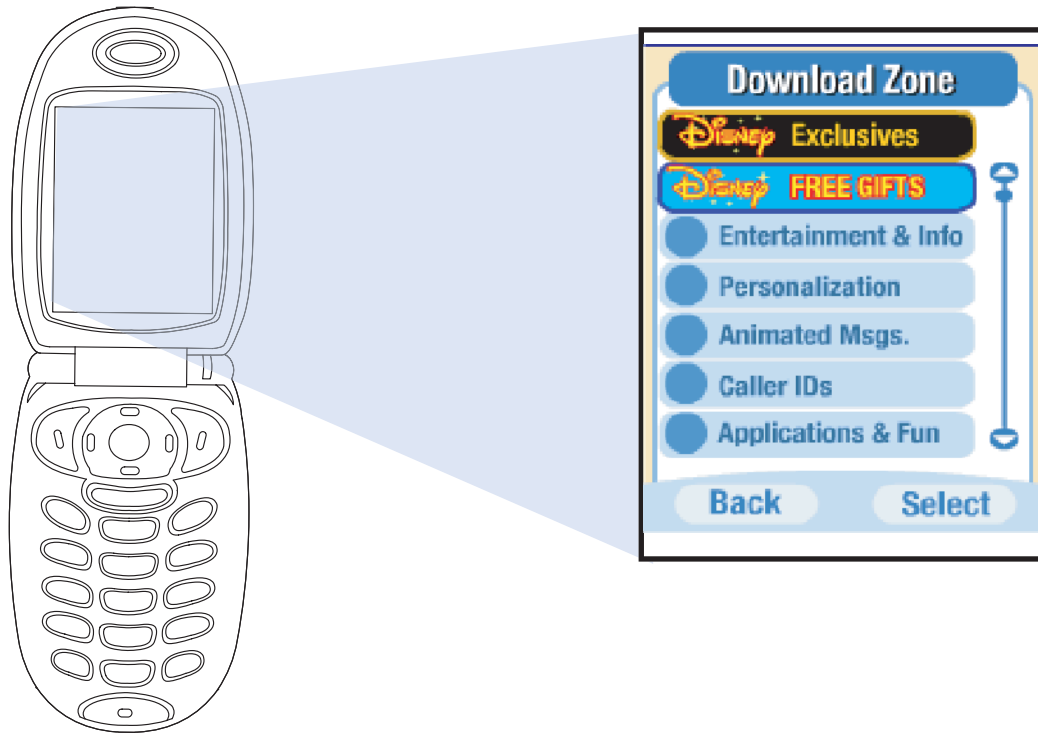 Download Zone
Disney Exclusives
Disney FREE GIFTS
Entertainment & Info
Personalization
Animated Msgs.
Caller IDs
Applications & Fun
Back Select